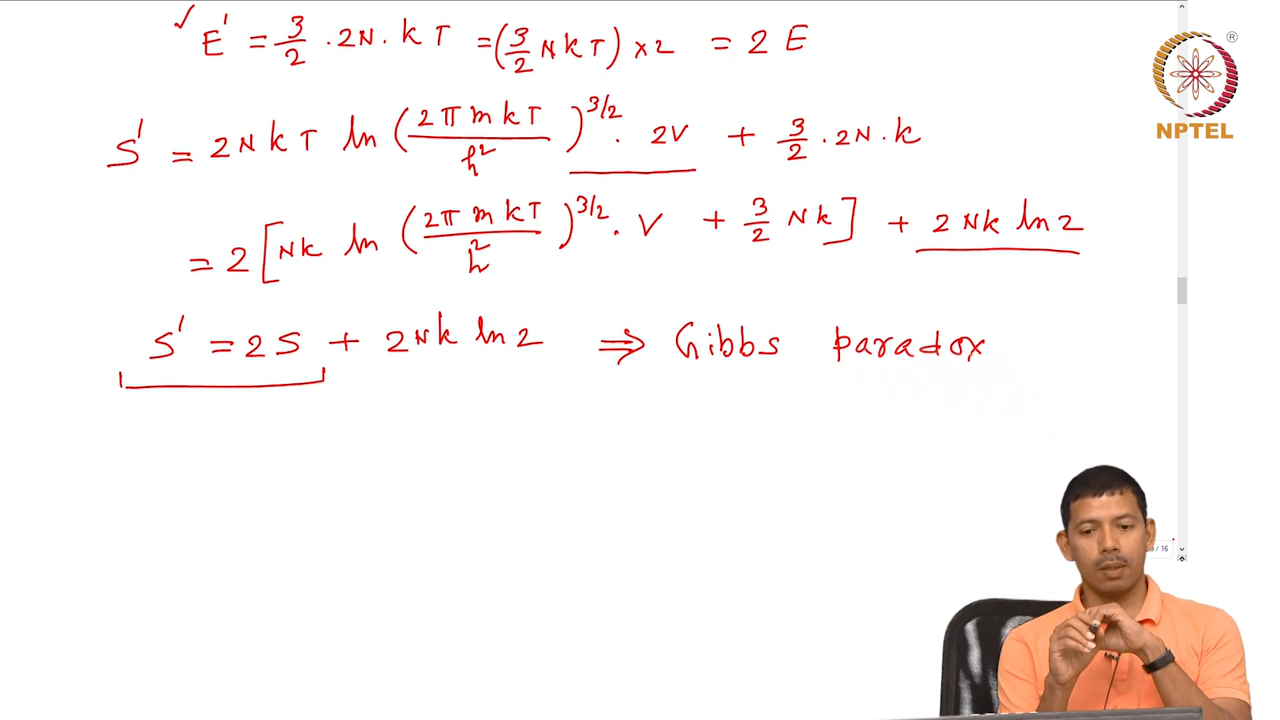 ✓ E' = 3/2 · 2N · kT = (3/2 NkT) × 2 = 2E
S' = 2NkT ln (2πmkT/h²)^3/2 · 2V + 3/2 · 2N · k
= 2 [Nk ln (2πmkT/h²)^3/2 · V + 3/2 Nk] + 2Nk ln 2
S' = 2S + 2Nk ln 2 ⇒ Gibbs paradox
®
NPTEL
/ 16